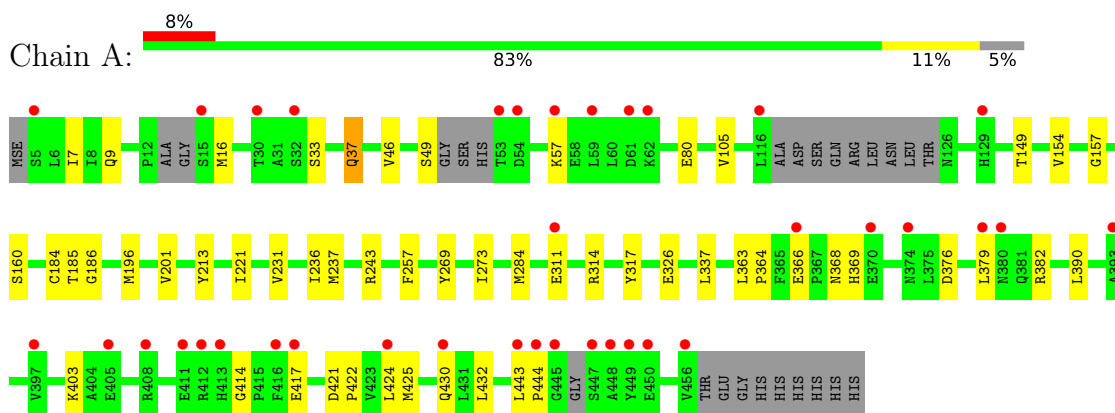 8%
Chain A:
83% 11% 5%
MSE S5 L6 I7 I8 Q9 P12 ALA GLY S15 M16 T30 A31 S32 S33 Q37 V46 S49 GLY SER HIS T53 D54 K57 E58 L59 L60 D61 K62 E80 V105 L116 ALA ASP SER GLN ARG LEU ASN LEU THR N126 H129 T149 V154 G157
S160 C184 T185 G186 M196 V201 Y213 I221 V231 I236 M237 R243 F257 Y269 I273 M284 E311 R314 Y317 E326 L337 L363 P364 F365 E366 P367 N368 H369 E370 N374 L375 D376 L379 N380 Q381 R382 L390 A393
V397 K403 A404 E405 R408 E411 R412 H413 G414 P415 F416 E417 D421 P422 V423 L424 M425 Q430 L431 L432 L443 P444 G445 GLY S447 A448 Y449 E450 V456 THR GLU GLY HIS HIS HIS HIS HIS HIS